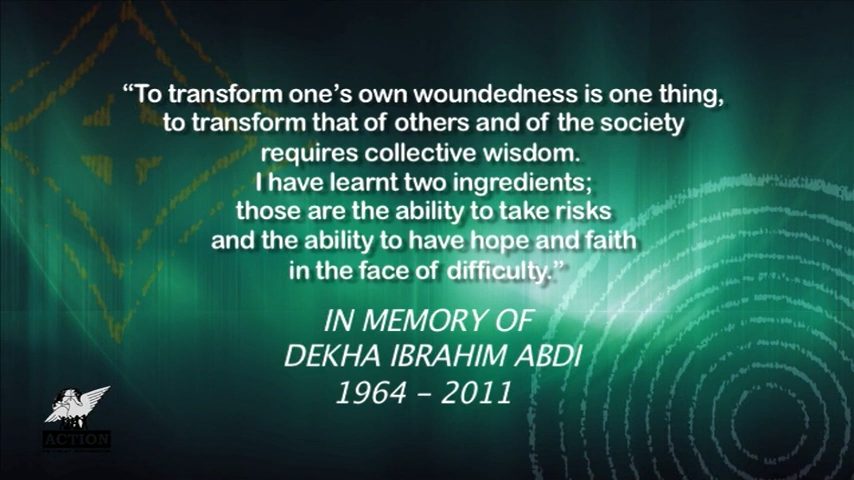 “To transform one’s own woundedness is one thing,
to transform that of others and of the society
requires collective wisdom.
I have learnt two ingredients;
those are the ability to take risks
and the ability to have hope and faith
in the face of difficulty.”
IN MEMORY OF
DEKHA IBRAHIM ABDI
1964 – 2011
ACTION